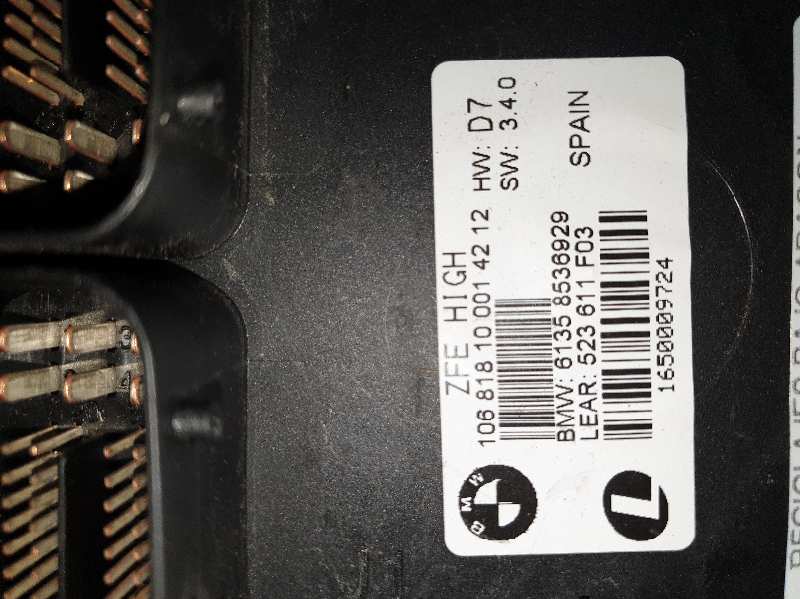 ZFE HIGH
106 818 10 001 42 12
HW: D7
SW: 3.4.0
BMW: 6135 8536929
LEAR: 523 611 F03
SPAIN
1650009724
BMW
L